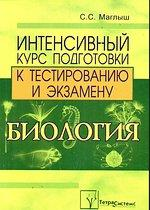 С.С. Маглыш
ИНТЕНСИВНЫЙ
КУРС ПОДГОТОВКИ
К ТЕСТИРОВАНИЮ
И ЭКЗАМЕНУ
БИОЛОГИЯ
ТетраСистемс